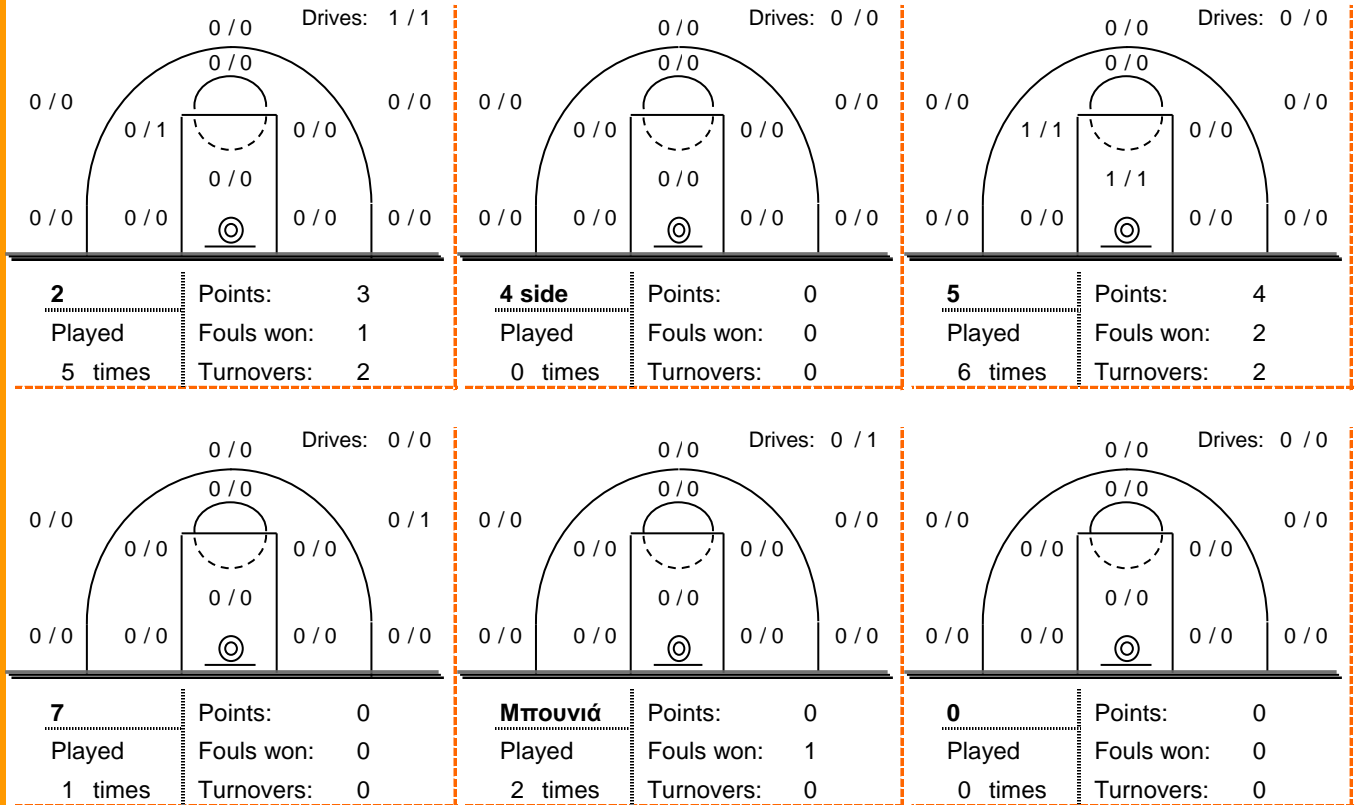 0 / 0 Drives: 1 / 1
0 / 0
0 / 0 0 / 0
0 / 1 0 / 0
0 / 0
0 / 0 0 / 0 0 / 0 0 / 0
2 Points: 3
Played Fouls won: 1
5 times Turnovers: 2
0 / 0 Drives: 0 / 0
0 / 0
0 / 0 0 / 0
0 / 0 0 / 0
0 / 0
0 / 0 0 / 0 0 / 0 0 / 0
4 side Points: 0
Played Fouls won: 0
0 times Turnovers: 0
0 / 0 Drives: 0 / 0
0 / 0
0 / 0 0 / 0
1 / 1 0 / 0
1 / 1
0 / 0 0 / 0 0 / 0 0 / 0
5 Points: 4
Played Fouls won: 2
6 times Turnovers: 2
0 / 0 Drives: 0 / 0
0 / 0
0 / 0 0 / 1
0 / 0 0 / 0
0 / 0
0 / 0 0 / 0 0 / 0 0 / 0
7 Points: 0
Played Fouls won: 0
1 times Turnovers: 0
0 / 0 Drives: 0 / 1
0 / 0
0 / 0 0 / 0
0 / 0 0 / 0
0 / 0
0 / 0 0 / 0 0 / 0 0 / 0
Μπουνιά Points: 0
Played Fouls won: 1
2 times Turnovers: 0
0 / 0 Drives: 0 / 0
0 / 0
0 / 0 0 / 0
0 / 0 0 / 0
0 / 0
0 / 0 0 / 0 0 / 0 0 / 0
0 Points: 0
Played Fouls won: 0
0 times Turnovers: 0